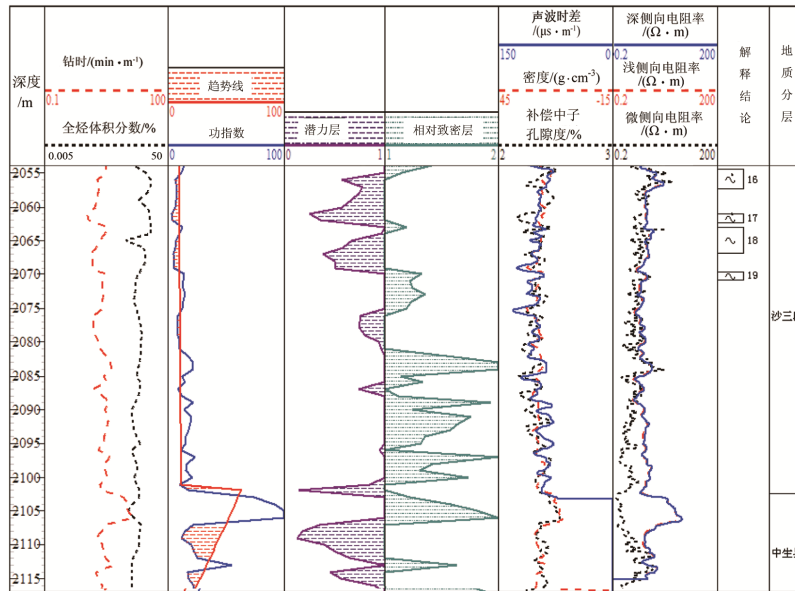 深度
/m
钻时/(min·m⁻¹)
0.1 100
全烃体积分数/%
0.005 50
趋势线
0 100
功指数
0 100
潜力层
0 1
相对致密层
1 2
声波时差
/(μs·m⁻¹)
150 0
密度/(g·cm⁻³)
45 -15
补偿中子
孔隙度/%
2 3
深侧向电阻率
/(Ω·m)
0.2 200
浅侧向电阻率
/(Ω·m)
0.2 200
微侧向电阻率
/(Ω·m)
0.2 200
解释结论
地质分层
2055
2060
2065
2070
2075
2080
2085
2090
2095
2100
2105
2110
2115
16
17
18
19
沙三
中生